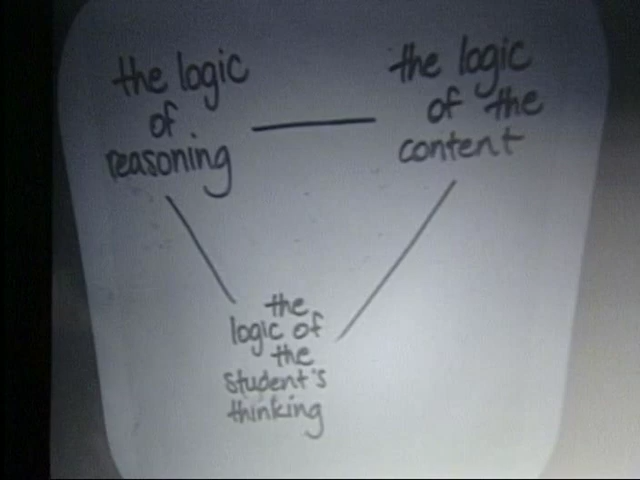 the logic
of
reasoning
the logic
of the
content
the
logic of
the
student's
thinking